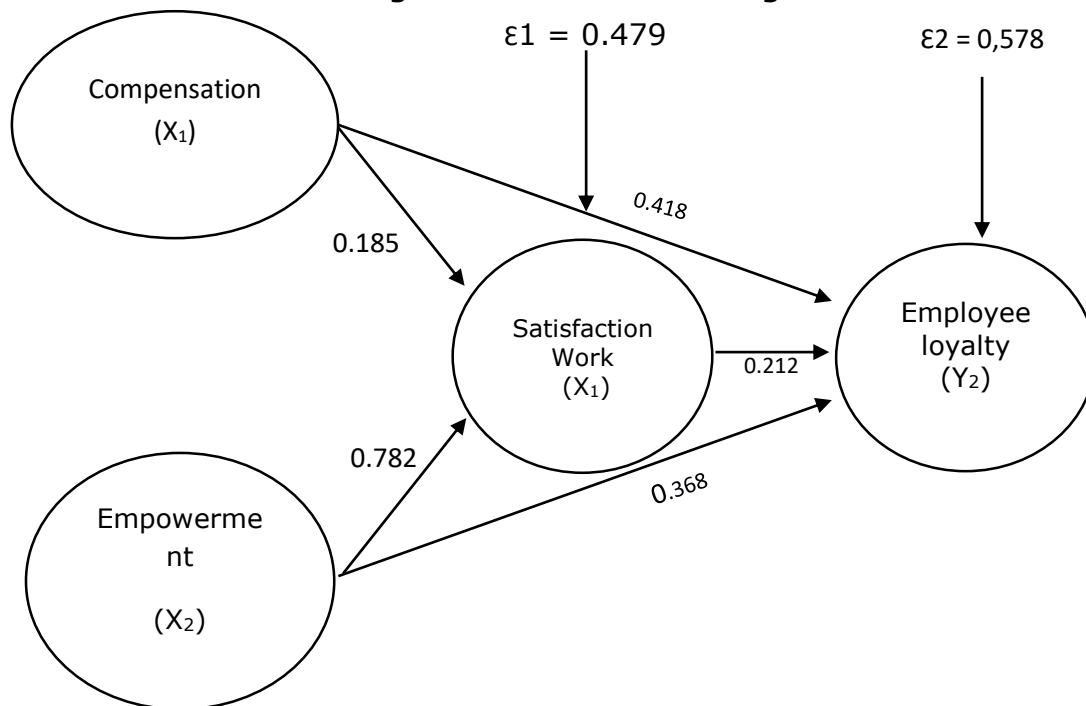 ε1 = 0.479
ε2 = 0,578
Compensation
(X₁)
0.418
0.185
Satisfaction
Work
(X₁)
Employee
loyalty
(Y₂)
0.212
0.782
0.368
Empowerme
nt
(X₂)